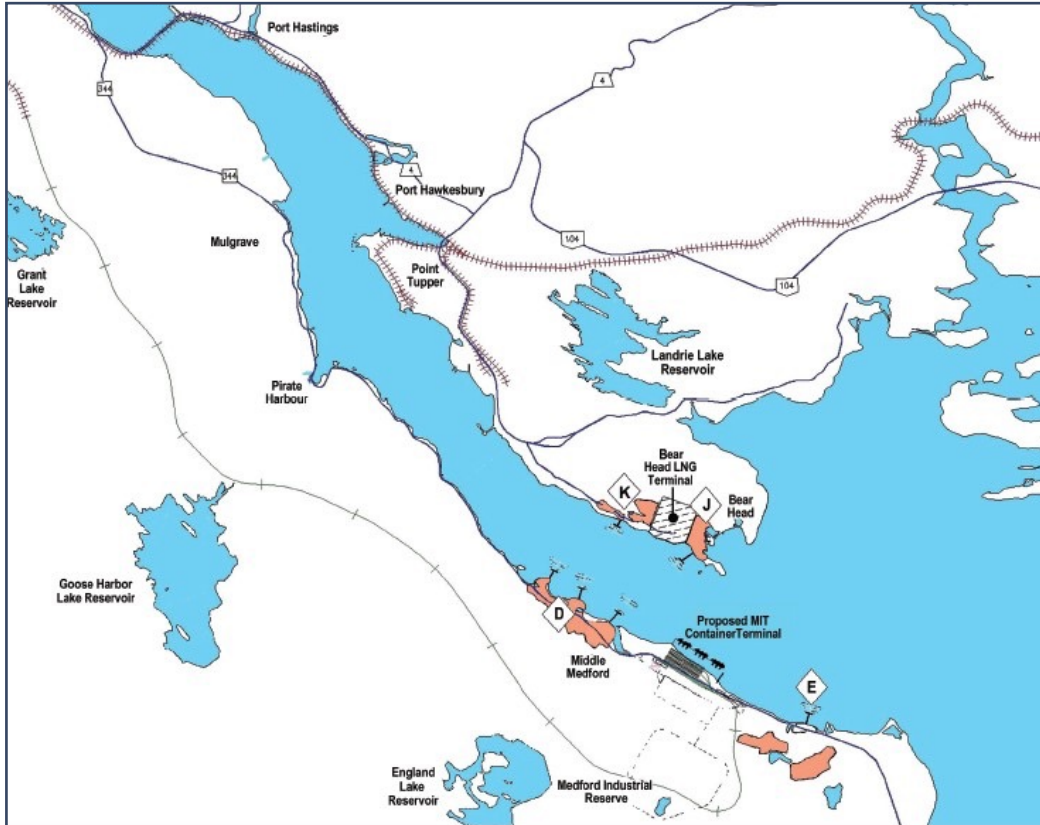 Port Hastings
344
4
4
344
Port Hawkesbury
Mulgrave
104
Grant
Lake
Reservoir
Point
Tupper
104
Landrie Lake
Reservoir
Pirate
Harbour
Bear
Head LNG
Terminal
K
J
Bear
Head
Goose Harbor
Lake Reservoir
D
Proposed MIT
ContainerTerminal
Middle
Medford
E
England
Lake
Reservoir
Medford Industrial
Reserve